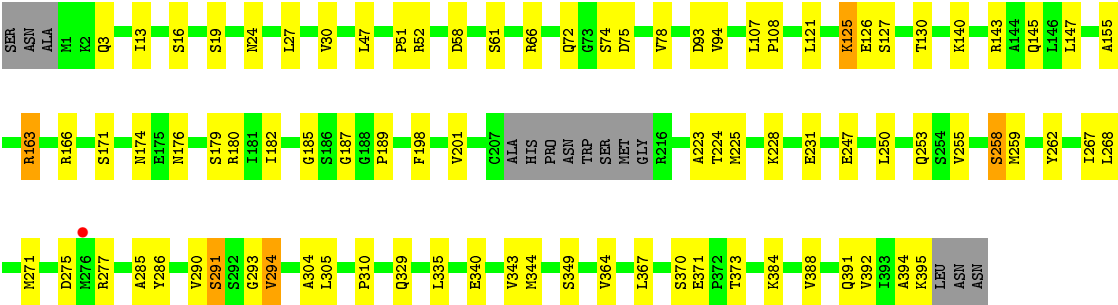 SER ASN ALA M1 K2 Q3 I13 S16 S19 N24 L27 V30 L47 P51 R52 D58 S61 R66 Q72 G73 S74 D75 V78 D93 V94 L107 P108 L121 K125 E126 S127 T130 K140 R143 A144 Q145 L146 L147 A155
R163 R166 S171 N174 E175 N176 S179 R180 I181 I182 G185 S186 G187 G188 P189 F198 V201 C207 ALA HIS PRO ASN TRP SER MET GLY R216 A223 T224 M225 K228 E231 E247 L250 Q253 S254 V255 S258 M259 Y262 I267 L268
M271 D275 M276 R277 A285 Y286 V290 S291 S292 G293 V294 A304 L305 P310 Q329 L335 E340 V343 M344 S349 V364 L367 S370 E371 P372 T373 K384 V388 Q391 V392 I393 A394 K395 LEU ASN ASN